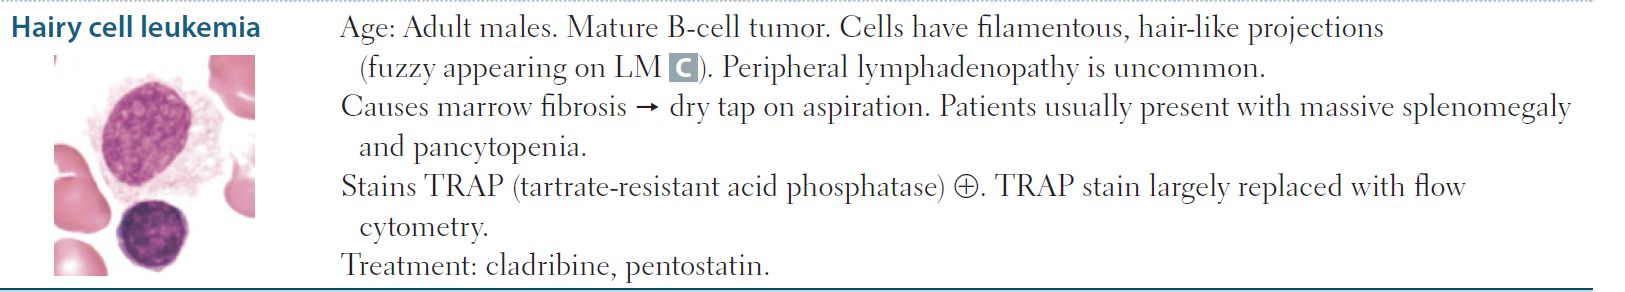 Hairy cell leukemia
Age: Adult males. Mature B-cell tumor. Cells have filamentous, hair-like projections
(fuzzy appearing on LM C). Peripheral lymphadenopathy is uncommon.
Causes marrow fibrosis → dry tap on aspiration. Patients usually present with massive splenomegaly
and pancytopenia.
Stains TRAP (tartrate-resistant acid phosphatase) ⊕. TRAP stain largely replaced with flow
cytometry.
Treatment: cladribine, pentostatin.